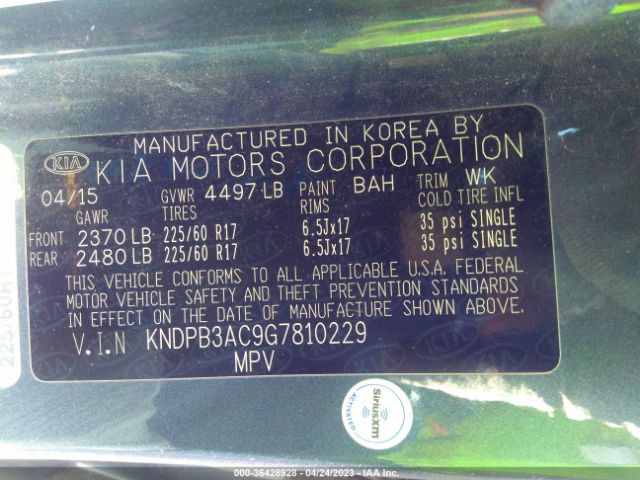 MANUFACTURED IN KOREA BY
KIA KIA MOTORS CORPORATION
04/15 GVWR 4497 LB PAINT BAH TRIM WK
GAWR TIRES RIMS COLD TIRE INFL
FRONT 2370 LB 225/60 R17 6.5Jx17 35 psi SINGLE
REAR 2480 LB 225/60 R17 6.5Jx17 35 psi SINGLE
THIS VEHICLE CONFORMS TO ALL APPLICABLE U.S.A. FEDERAL
MOTOR VEHICLE SAFETY AND THEFT PREVENTION STANDARDS
IN EFFECT ON THE DATE OF MANUFACTURE SHOWN ABOVE.
V.I.N KNDPB3AC9G7810229
MPV
225/60R1
SiriusXM
ACTIVATED
000-36428928 - 04/24/2023 - IAA Inc.